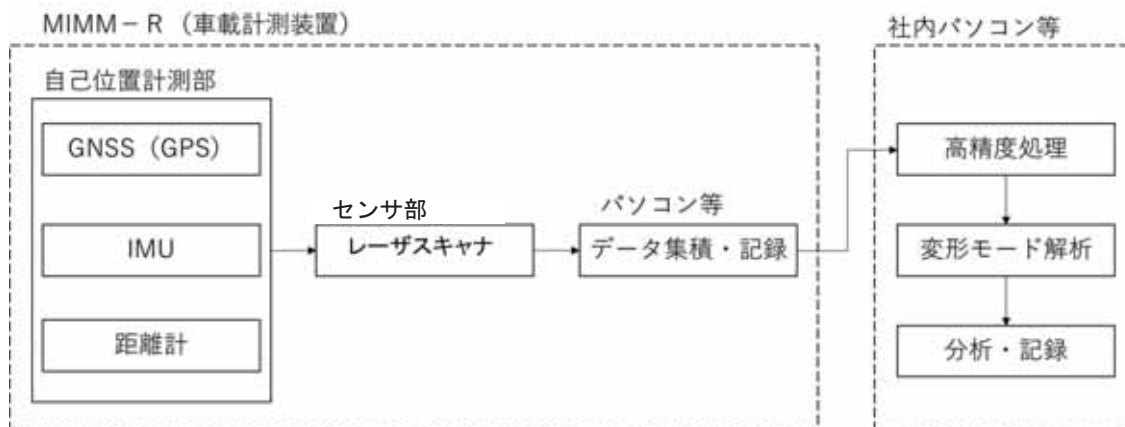 MIMM－R（車載計測装置）
自己位置計測部
GNSS（GPS）
IMU
距離計
センサ部
レーザスキャナ
パソコン等
データ集積・記録
社内パソコン等
高精度処理
変形モード解析
分析・記録